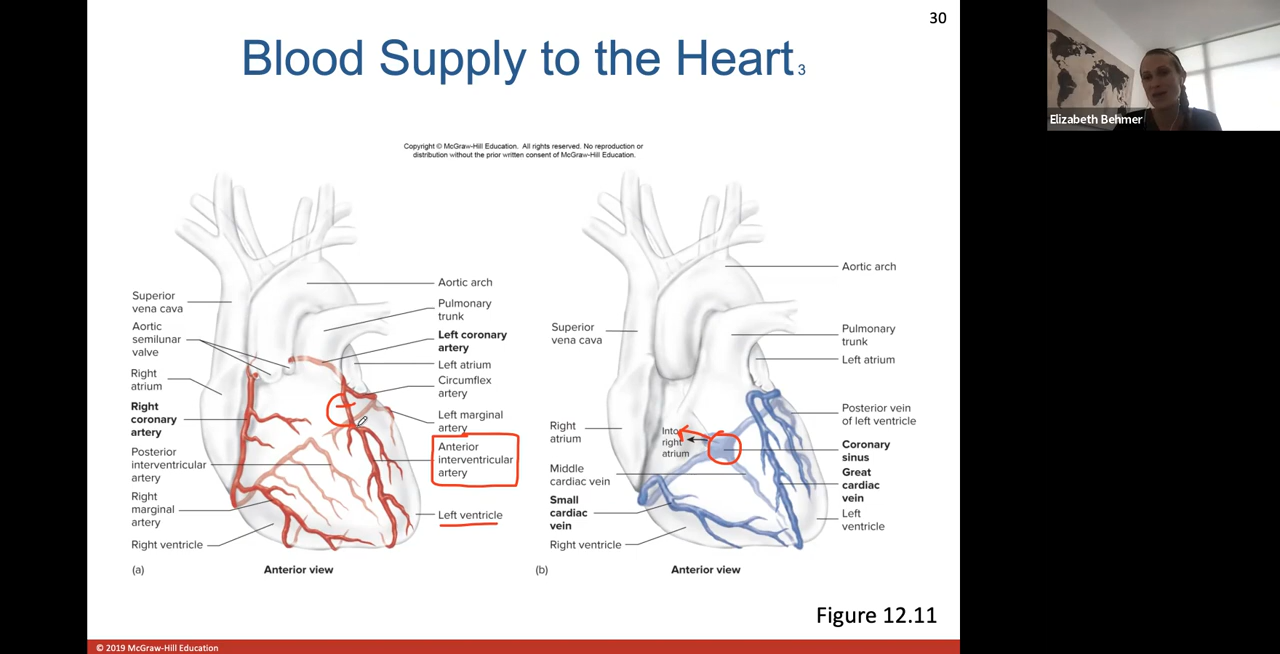 30
Blood Supply to the Heart 3
Elizabeth Behmer
Copyright © McGraw-Hill Education. All rights reserved. No reproduction or
distribution without the prior written consent of McGraw-Hill Education.
Superior
vena cava
Aortic
semilunar
valve
Right
atrium
Right
coronary
artery
Posterior
interventricular
artery
Right
marginal
artery
Right ventricle
Aortic arch
Pulmonary
trunk
Left coronary
artery
Left atrium
Circumflex
artery
Left marginal
artery
Anterior
interventricular
artery
Left ventricle
(a)
Anterior view
Superior
vena cava
Right
atrium
Middle
cardiac vein
Small
cardiac
vein
Right ventricle
Into
right
atrium
Aortic arch
Pulmonary
trunk
Left atrium
Posterior vein
of left ventricle
Coronary
sinus
Great
cardiac
vein
Left
ventricle
(b)
Anterior view
Figure 12.11
© 2019 McGraw-Hill Education